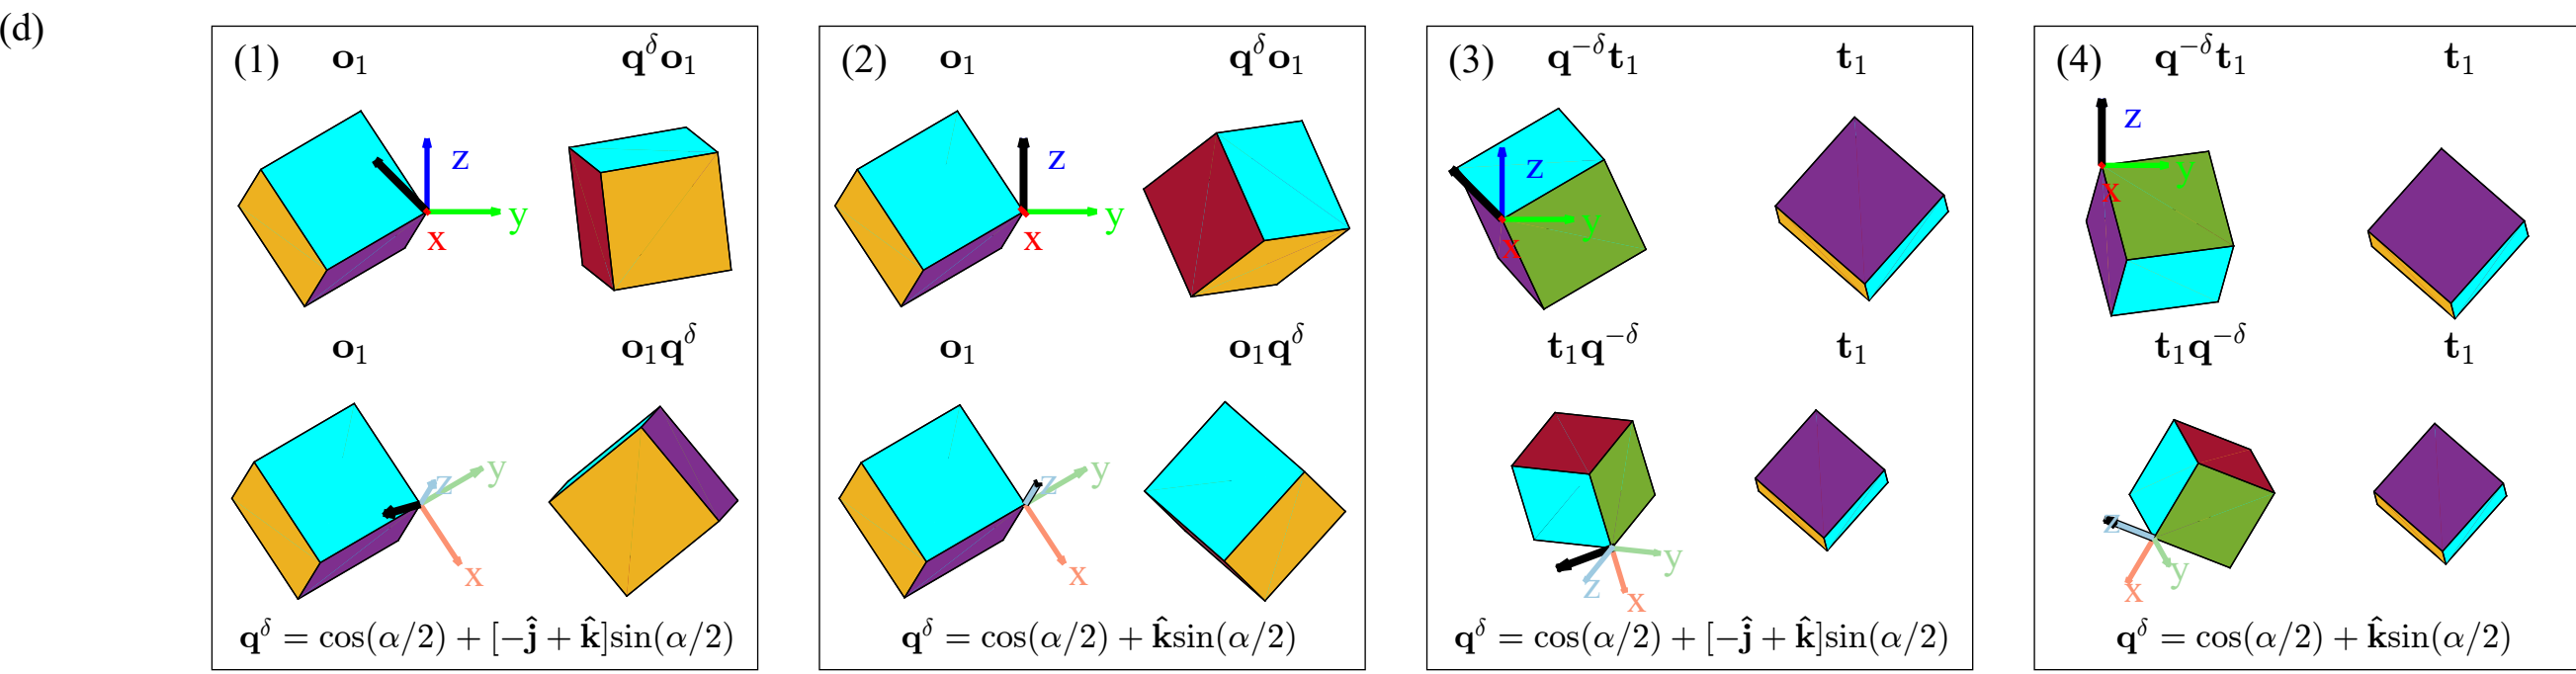 (d)
(1) o₁ q^δo₁
z
y
x
o₁ o₁q^δ
z y
x
q^δ = cos(α/2) + [−ĵ + k̂]sin(α/2)
(2) o₁ q^δo₁
z
y
x
o₁ o₁q^δ
z y
x
q^δ = cos(α/2) + k̂sin(α/2)
(3) q^−δt₁ t₁
z
y
x
t₁q^−δ t₁
y
z x
q^δ = cos(α/2) + [−ĵ + k̂]sin(α/2)
(4) q^−δt₁ t₁
z
y
x
t₁q^−δ t₁
z
x y
q^δ = cos(α/2) + k̂sin(α/2)